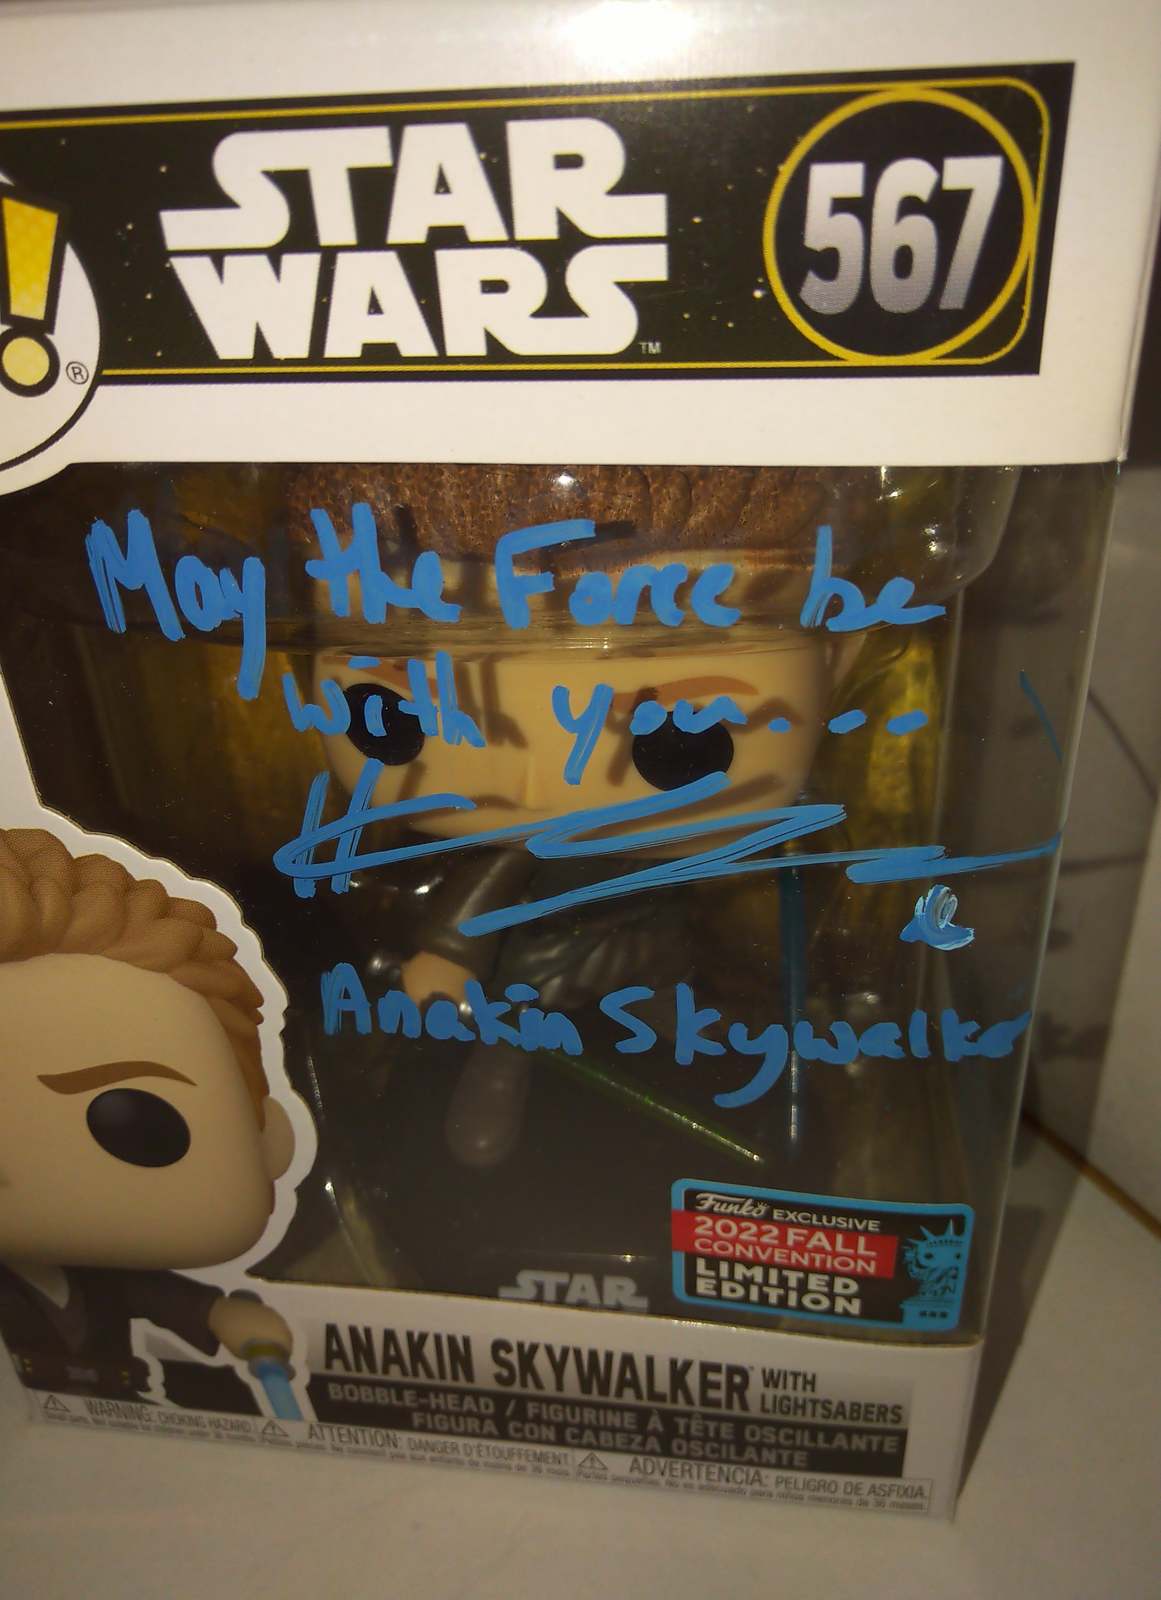 STAR
WARS
TM
567
®
May the Force be
with you....
Anakin Skywalker
Funko EXCLUSIVE
2022 FALL
CONVENTION
LIMITED
EDITION
STAR
ANAKIN SKYWALKER WITH
LIGHTSABERS
BOBBLE-HEAD / FIGURINE À TÊTE OSCILLANTE
FIGURA CON CABEZA OSCILANTE
WARNING: CHOKING HAZARD
ATTENTION: DANGER D'ÉTOUFFEMENT
ADVERTENCIA: PELIGRO DE ASFIXIA.